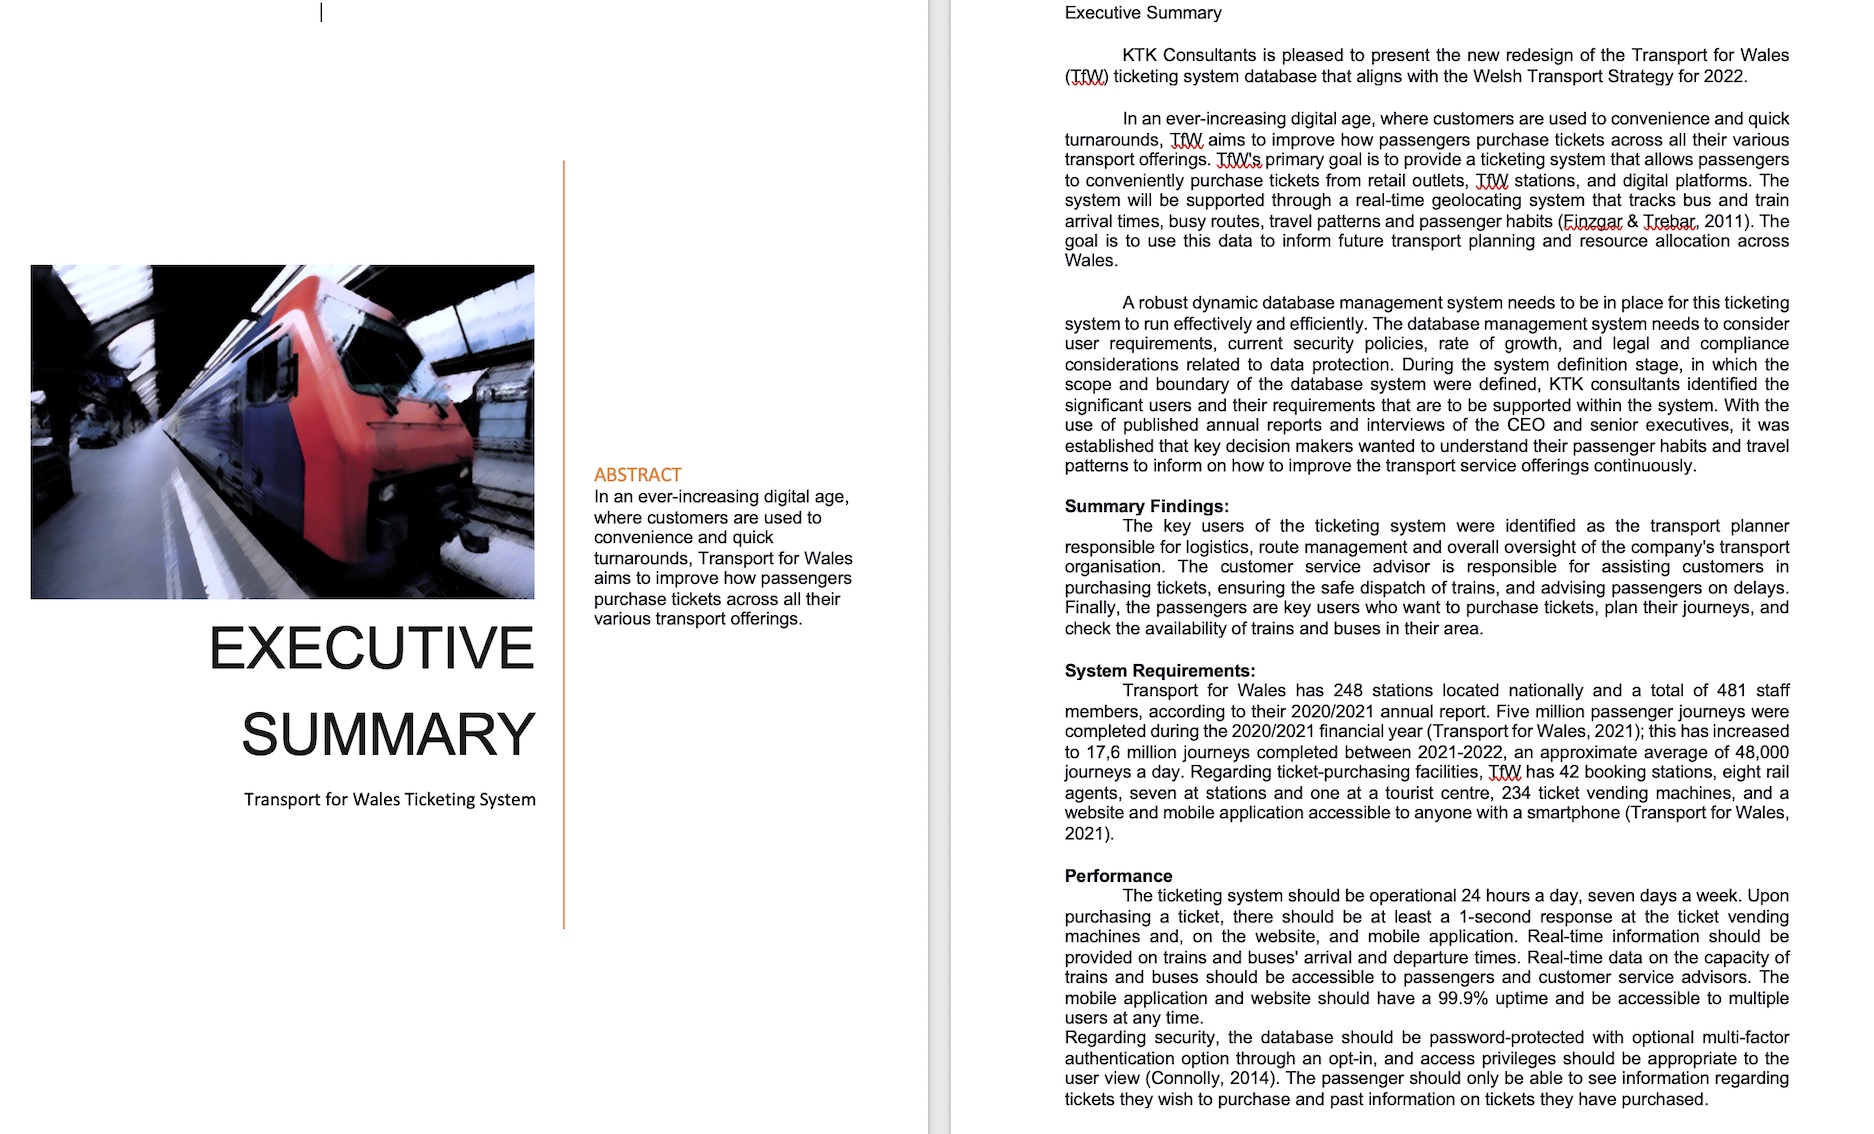 EXECUTIVE
SUMMARY
Transport for Wales Ticketing System
ABSTRACT
In an ever-increasing digital age,
where customers are used to
convenience and quick
turnarounds, Transport for Wales
aims to improve how passengers
purchase tickets across all their
various transport offerings.
Executive Summary
KTK Consultants is pleased to present the new redesign of the Transport for Wales
(TfW) ticketing system database that aligns with the Welsh Transport Strategy for 2022.
In an ever-increasing digital age, where customers are used to convenience and quick
turnarounds, TfW aims to improve how passengers purchase tickets across all their various
transport offerings. TfW's primary goal is to provide a ticketing system that allows passengers
to conveniently purchase tickets from retail outlets, TfW stations, and digital platforms. The
system will be supported through a real-time geolocating system that tracks bus and train
arrival times, busy routes, travel patterns and passenger habits (Finzgar & Trebar, 2011). The
goal is to use this data to inform future transport planning and resource allocation across
Wales.
A robust dynamic database management system needs to be in place for this ticketing
system to run effectively and efficiently. The database management system needs to consider
user requirements, current security policies, rate of growth, and legal and compliance
considerations related to data protection. During the system definition stage, in which the
scope and boundary of the database system were defined, KTK consultants identified the
significant users and their requirements that are to be supported within the system. With the
use of published annual reports and interviews of the CEO and senior executives, it was
established that key decision makers wanted to understand their passenger habits and travel
patterns to inform on how to improve the transport service offerings continuously.
Summary Findings:
The key users of the ticketing system were identified as the transport planner
responsible for logistics, route management and overall oversight of the company's transport
organisation. The customer service advisor is responsible for assisting customers in
purchasing tickets, ensuring the safe dispatch of trains, and advising passengers on delays.
Finally, the passengers are key users who want to purchase tickets, plan their journeys, and
check the availability of trains and buses in their area.
System Requirements:
Transport for Wales has 248 stations located nationally and a total of 481 staff
members, according to their 2020/2021 annual report. Five million passenger journeys were
completed during the 2020/2021 financial year (Transport for Wales, 2021); this has increased
to 17,6 million journeys completed between 2021-2022, an approximate average of 48,000
journeys a day. Regarding ticket-purchasing facilities, TfW has 42 booking stations, eight rail
agents, seven at stations and one at a tourist centre, 234 ticket vending machines, and a
website and mobile application accessible to anyone with a smartphone (Transport for Wales,
2021).
Performance
The ticketing system should be operational 24 hours a day, seven days a week. Upon
purchasing a ticket, there should be at least a 1-second response at the ticket vending
machines and, on the website, and mobile application. Real-time information should be
provided on trains and buses' arrival and departure times. Real-time data on the capacity of
trains and buses should be accessible to passengers and customer service advisors. The
mobile application and website should have a 99.9% uptime and be accessible to multiple
users at any time.
Regarding security, the database should be password-protected with optional multi-factor
authentication option through an opt-in, and access privileges should be appropriate to the
user view (Connolly, 2014). The passenger should only be able to see information regarding
tickets they wish to purchase and past information on tickets they have purchased.